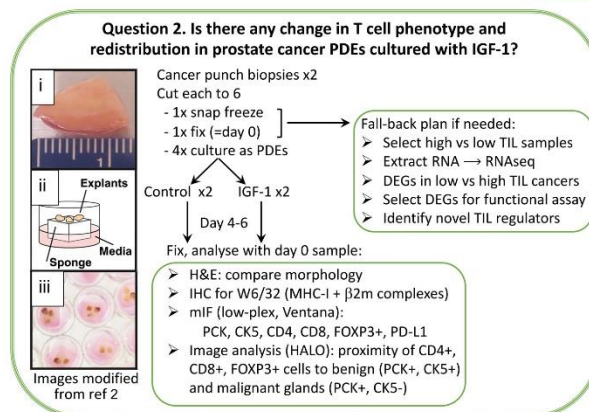 Question 2. Is there any change in T cell phenotype and
redistribution in prostate cancer PDEs cultured with IGF-1?
i
ii
Explants
Media
Sponge
iii
Images modified
from ref 2
Cancer punch biopsies x2
Cut each to 6
- 1x snap freeze
- 1x fix (=day 0)
- 4x culture as PDEs
Control x2
IGF-1 x2
Day 4-6
Fix, analyse with day 0 sample:
➢ H&E: compare morphology
➢ IHC for W6/32 (MHC-I + β2m complexes)
➢ mIF (low-plex, Ventana):
PCK, CK5, CD4, CD8, FOXP3+, PD-L1
➢ Image analysis (HALO): proximity of CD4+,
CD8+, FOXP3+ cells to benign (PCK+, CK5+)
and malignant glands (PCK+, CK5-)
Fall-back plan if needed:
➢ Select high vs low TIL samples
➢ Extract RNA → RNAseq
➢ DEGs in low vs high TIL cancers
➢ Select DEGs for functional assay
➢ Identify novel TIL regulators